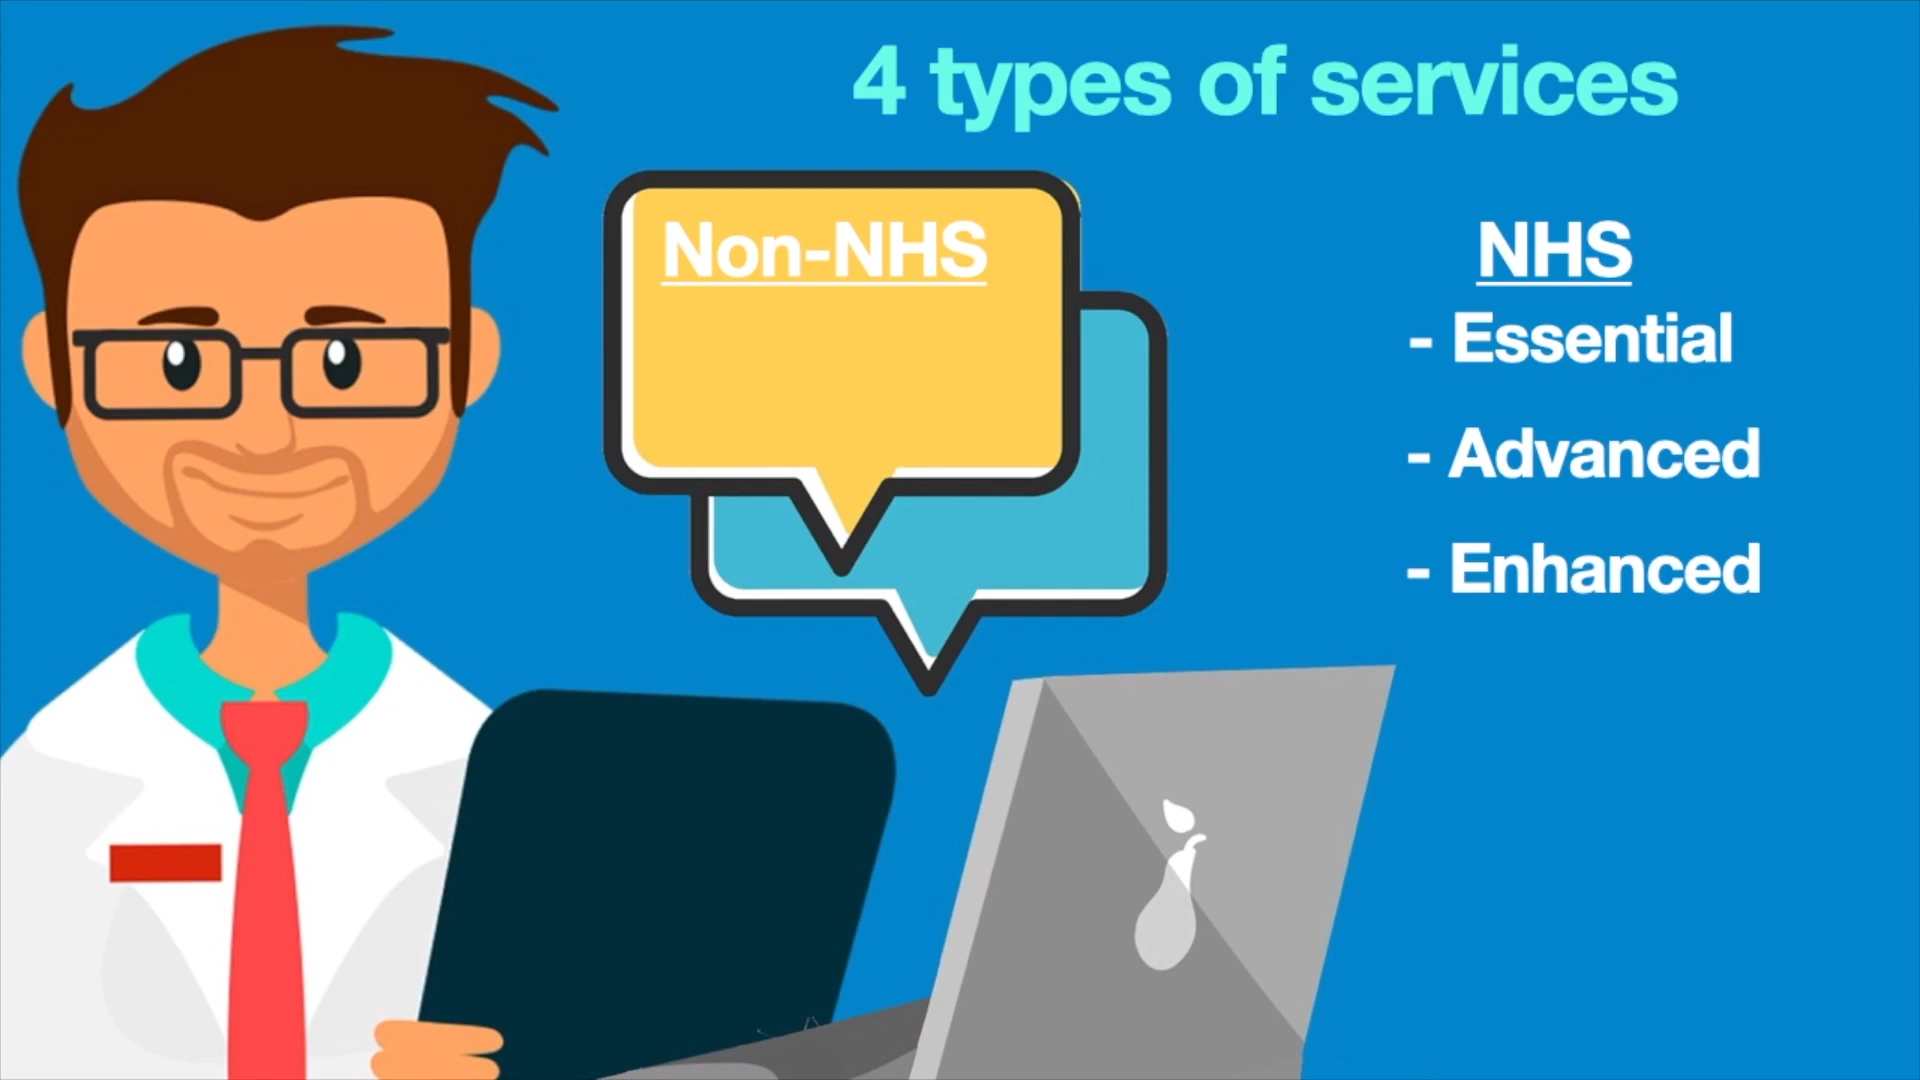 4 types of services
Non-NHS
NHS
- Essential
- Advanced
- Enhanced